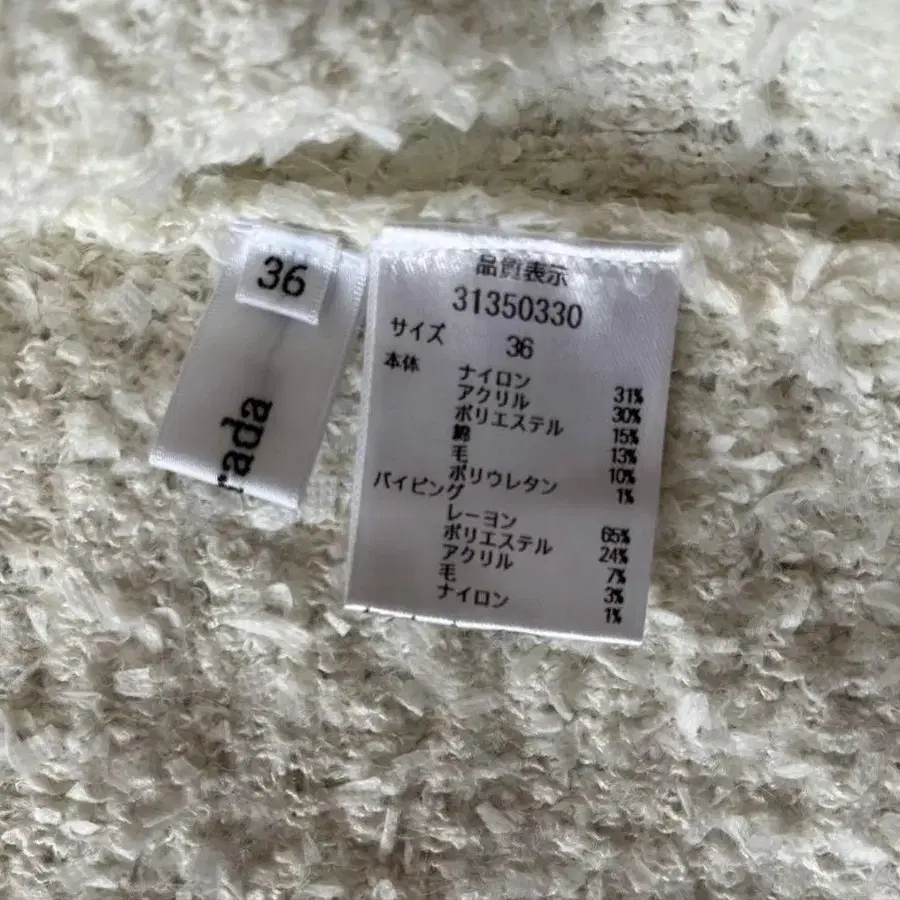 36
rada
品質表示
31350330
サイズ 36
本体
ナイロン 31%
アクリル 30%
ポリエステル 15%
綿 13%
毛 10%
ポリウレタン 1%
パイピング
レーヨン 65%
ポリエステル 24%
アクリル 7%
毛 3%
ナイロン 1%